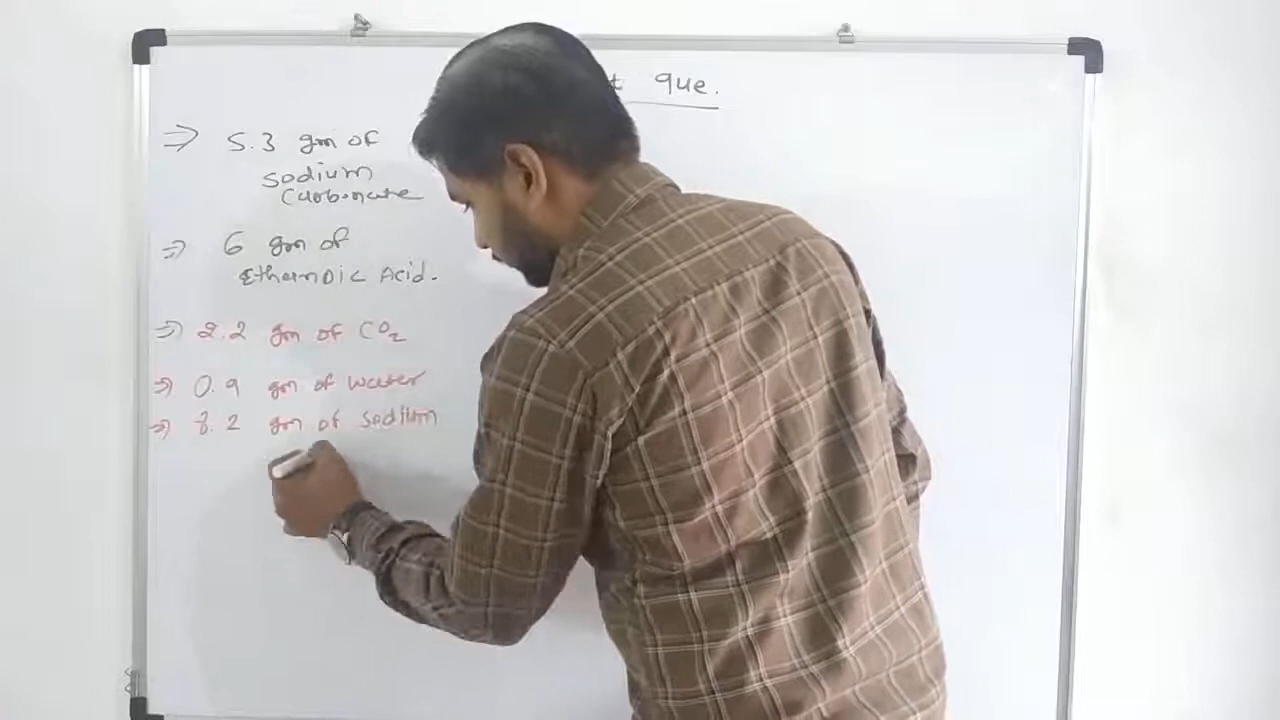 que.
⇒ 5.3 gm of
sodium
Carbonate
⇒ 6 gm of
Ethanoic Acid.
⇒ 2.2 gm of CO₂
⇒ 0.9 gm of water
⇒ 8.2 gm of sodium